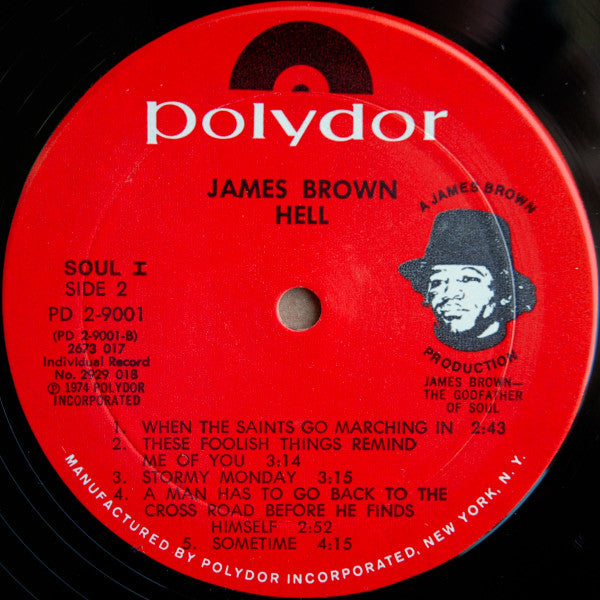 polydor
JAMES BROWN
HELL
A JAMES BROWN
PRODUCTION
JAMES BROWN—
THE GODFATHER
OF SOUL
SOUL I
SIDE 2
PD 2-9001
(PD 2-9001-B)
2673 017
Individual Record
No. 2929 018
℗ 1974 POLYDOR
INCORPORATED
1. WHEN THE SAINTS GO MARCHING IN 2:43
2. THESE FOOLISH THINGS REMIND
ME OF YOU 3:14
3. STORMY MONDAY 3:15
4. A MAN HAS TO GO BACK TO THE
CROSS ROAD BEFORE HE FINDS
HIMSELF 2:52
5. SOMETIME 4:15
MANUFACTURED BY POLYDOR INCORPORATED, NEW YORK, N.Y.